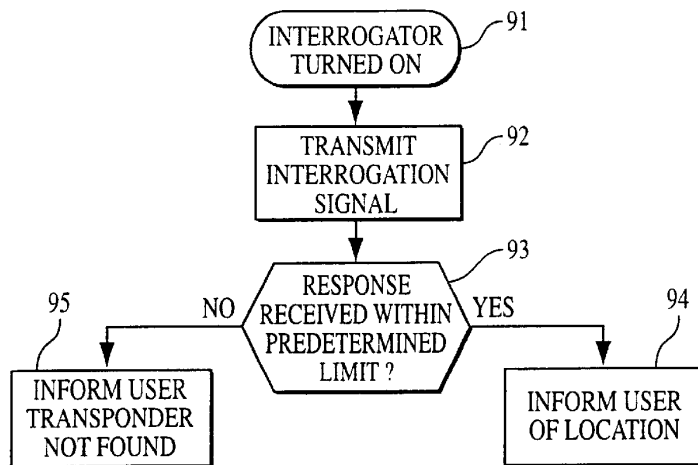 INTERROGATOR
TURNED ON
91
TRANSMIT
INTERROGATION
SIGNAL
92
RESPONSE
RECEIVED WITHIN
PREDETERMINED
LIMIT ?
93
NO
YES
95
INFORM USER
TRANSPONDER
NOT FOUND
94
INFORM USER
OF LOCATION